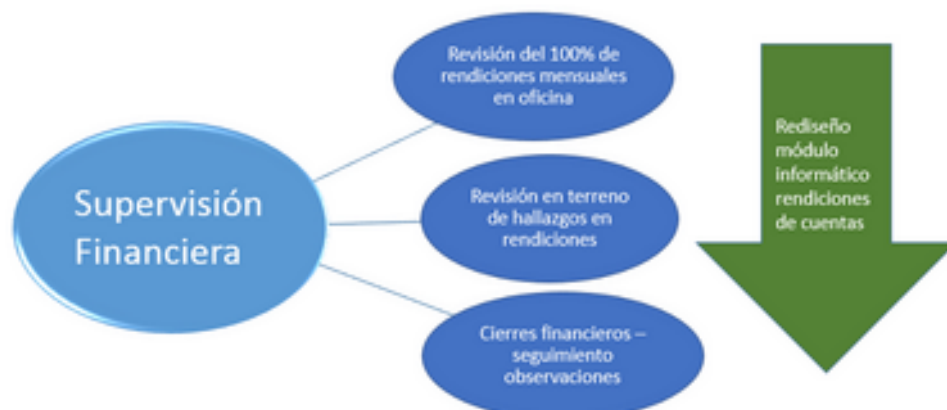 Revisión del 100% de
rendiciones mensuales
en oficina
Supervisión
Financiera
Revisión en terreno
de hallazgos en
rendiciones
Cierres financieros –
seguimiento
observaciones
Rediseño
módulo
informático
rendiciones
de cuentas